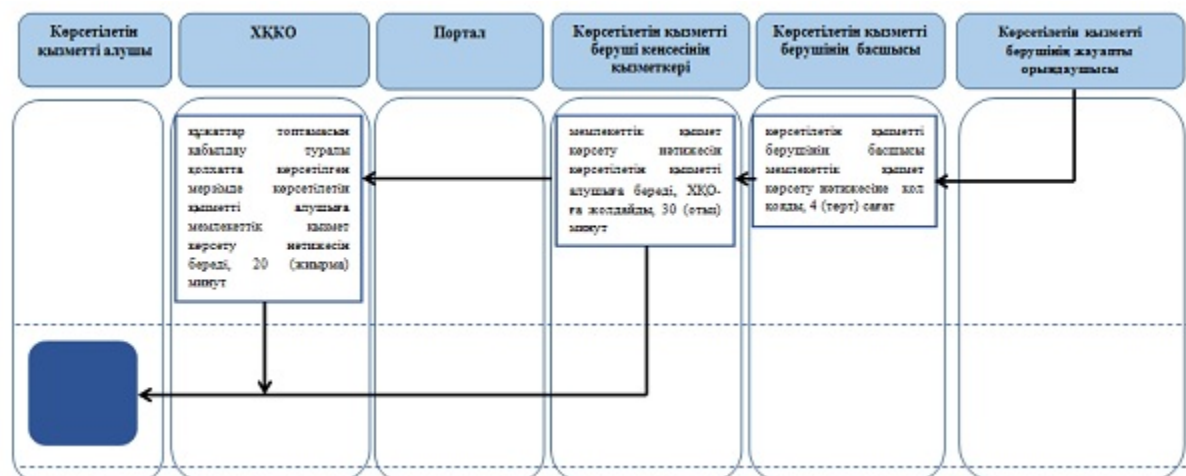 Көрсетілетін
қызметті алушы
ХҚКО
Портал
Көрсетілетін қызметті
беруші кеңсесінің
қызметкері
Көрсетілетін қызметті
берушінің басшысы
Көрсетілетін қызметті
берушінің жауапты
орындаушысы
құжаттар топтамасын
қабылдау туралы
қолхатта көрсетілген
мерзімде көрсетілетін
қызметті алушыға
мемлекеттік қызмет
көрсету нәтижесін
береді, 20 (жиырма)
минут
мемлекеттік қызмет
көрсету нәтижесін
көрсетілетін қызметті
алушыға береді, ХҚО-
ға жолдайды, 30 (отыз)
минут
көрсетілетін қызметті
берушінің басшысы
мемлекеттік қызмет
көрсету нәтижесіне қол
қояды, 4 (төрт) сағат